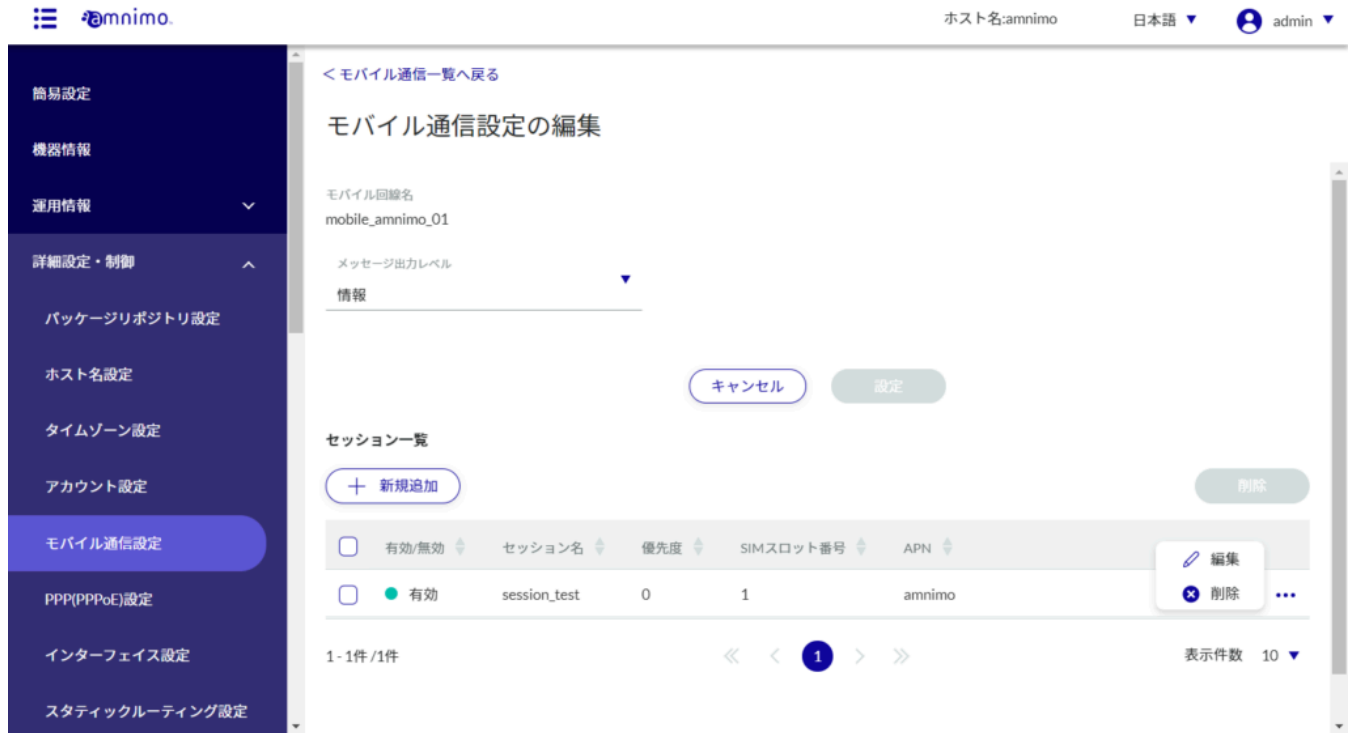 amnimo.
ホスト名:amnimo
日本語
admin
簡易設定
機器情報
運用情報
詳細設定・制御
パッケージリポジトリ設定
ホスト名設定
タイムゾーン設定
アカウント設定
モバイル通信設定
PPP(PPPoE)設定
インターフェイス設定
スタティックルーティング設定
<モバイル通信一覧へ戻る
モバイル通信設定の編集
モバイル回線名
mobile_amnimo_01
メッセージ出力レベル
情報
キャンセル 設定
セッション一覧
+ 新規追加 削除
有効/無効 セッション名 優先度 SIMスロット番号 APN
編集
有効 session_test 0 1 amnimo 削除 •••
1 - 1件 /1件 « < 1 > » 表示件数 10